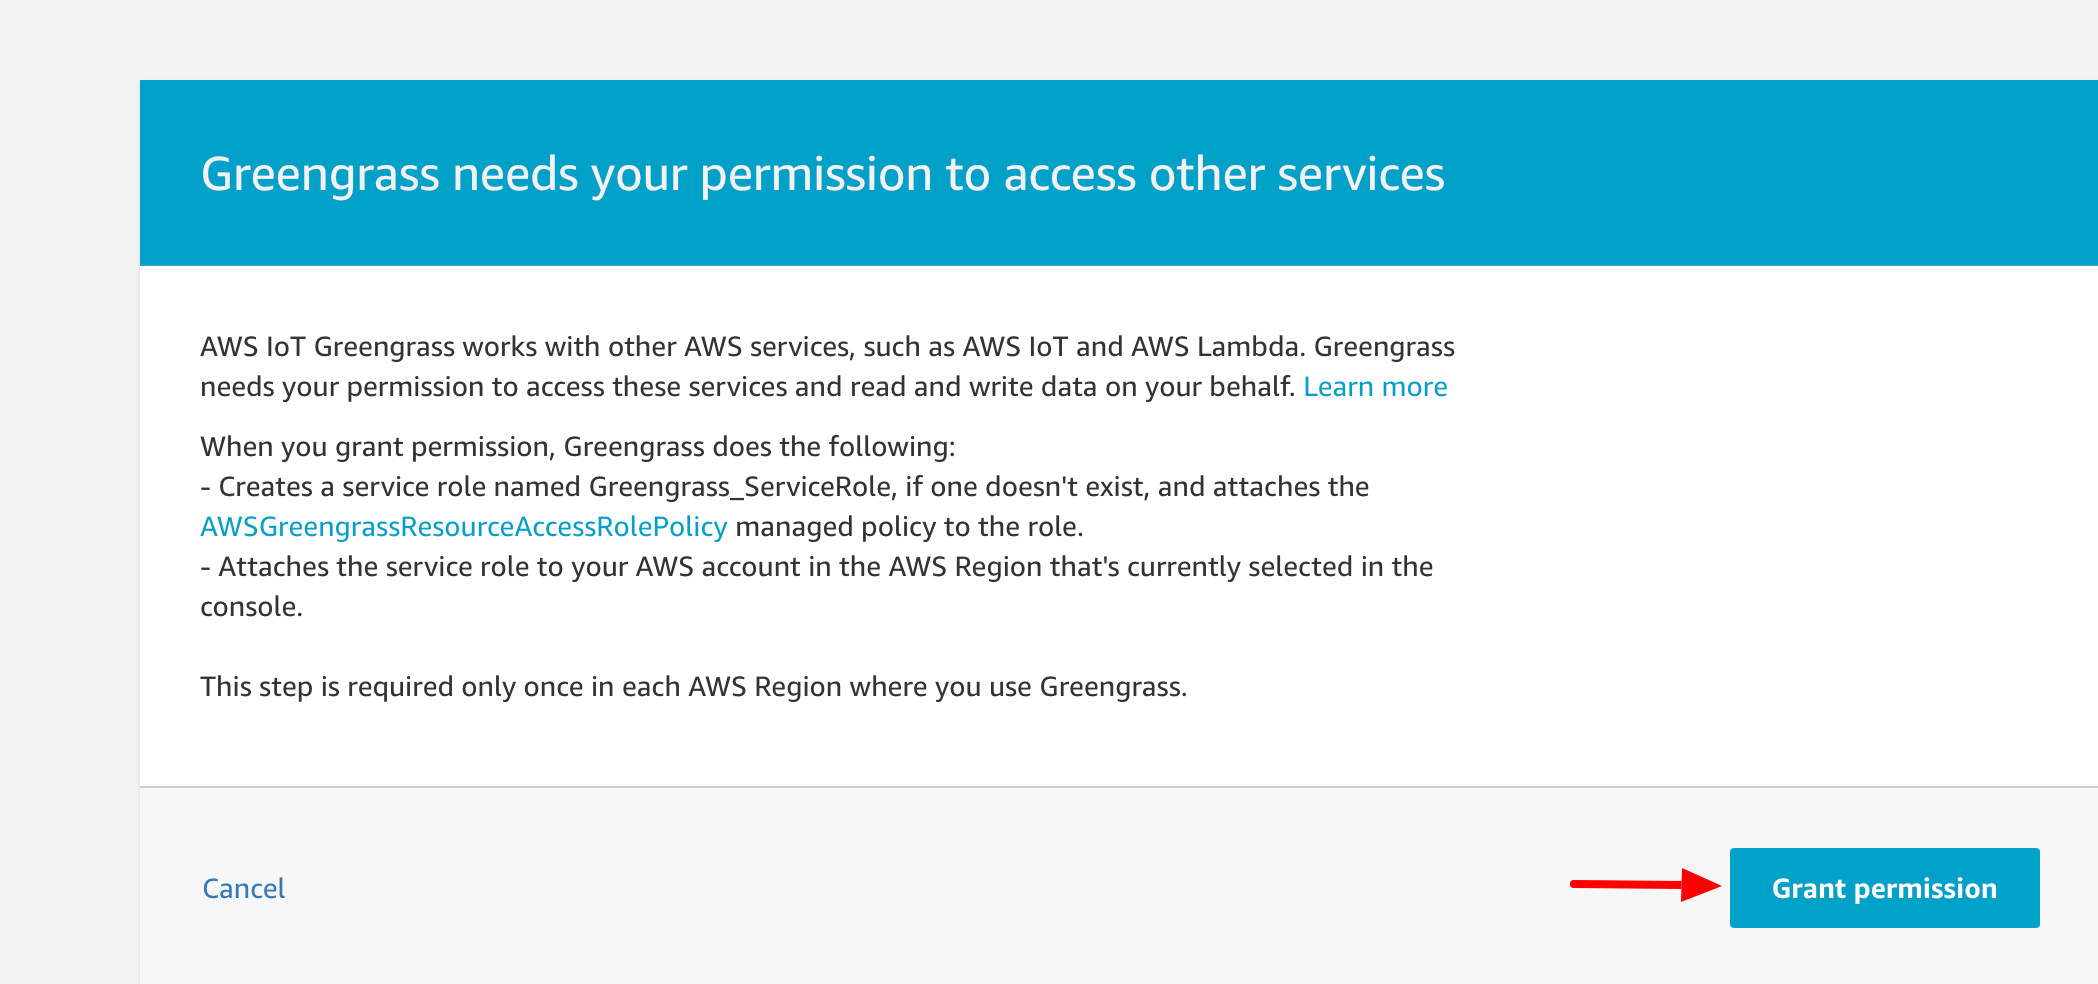 Greengrass needs your permission to access other services
AWS IoT Greengrass works with other AWS services, such as AWS IoT and AWS Lambda. Greengrass
needs your permission to access these services and read and write data on your behalf. Learn more
When you grant permission, Greengrass does the following:
- Creates a service role named Greengrass_ServiceRole, if one doesn't exist, and attaches the
AWSGreengrassResourceAccessRolePolicy managed policy to the role.
- Attaches the service role to your AWS account in the AWS Region that's currently selected in the
console.
This step is required only once in each AWS Region where you use Greengrass.
Cancel
Grant permission